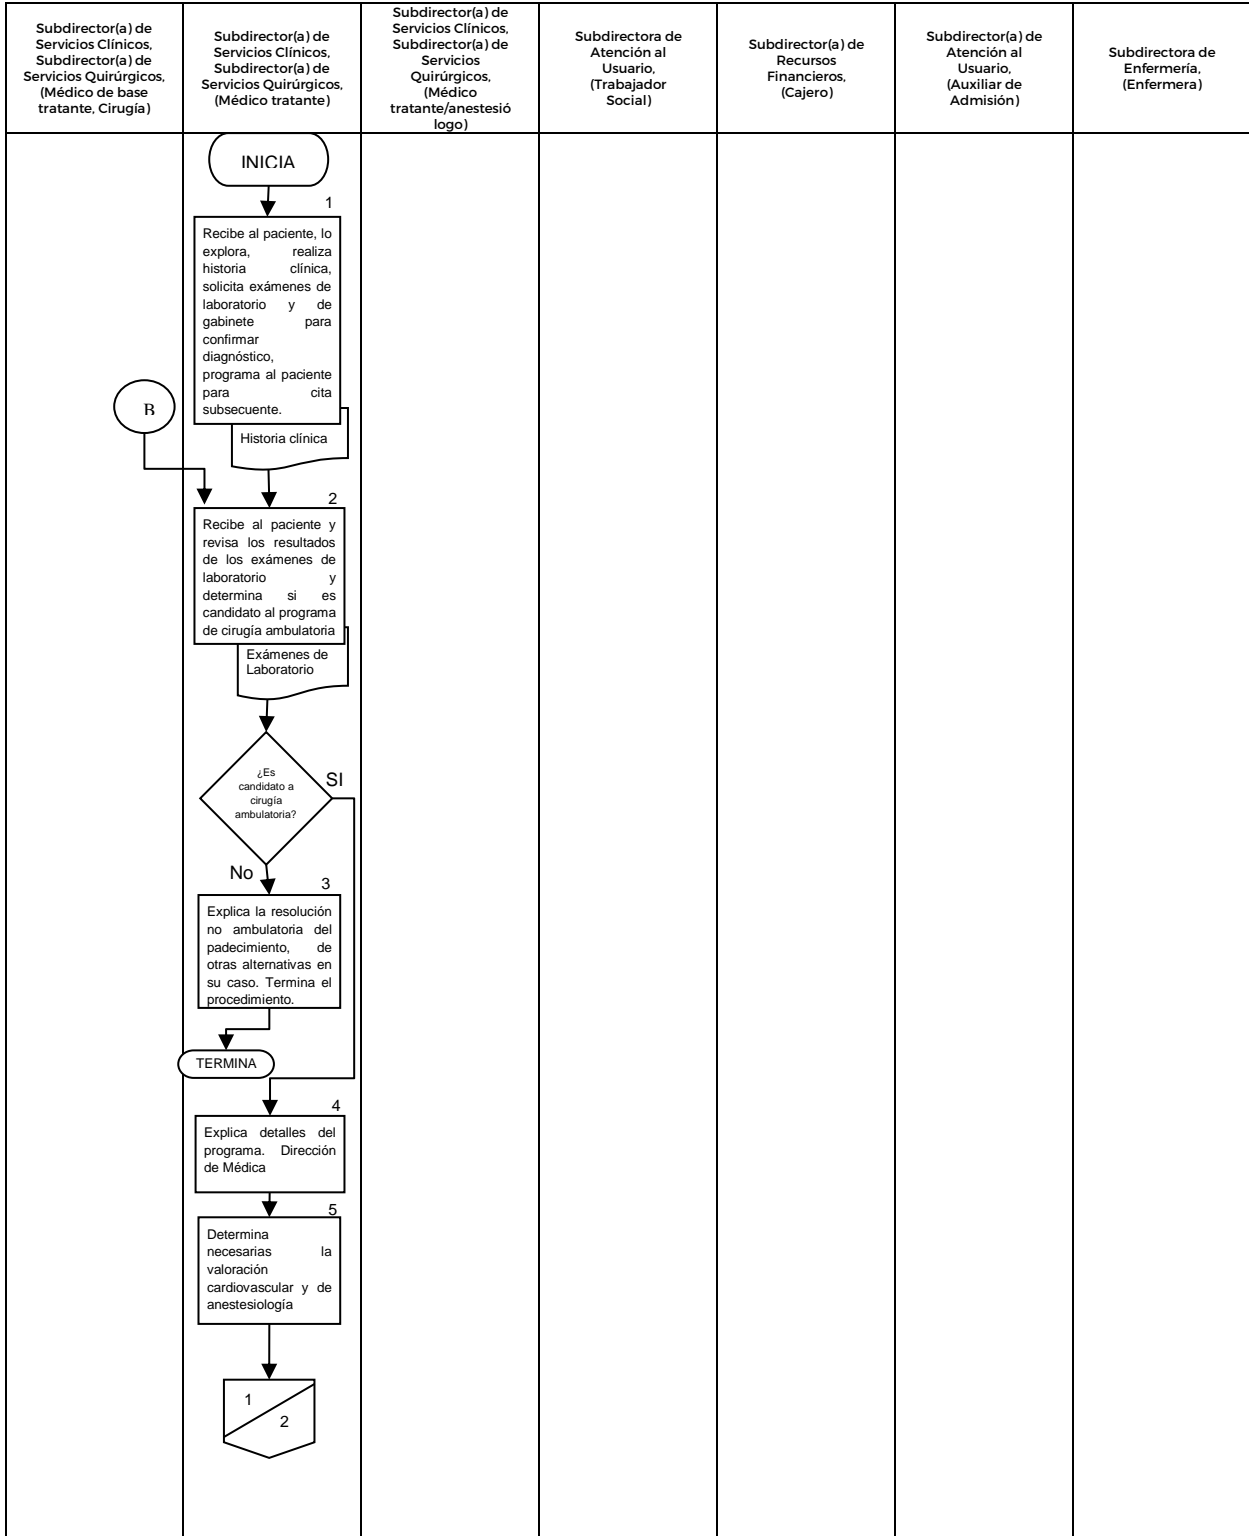 Subdirector(a) de
Servicios Clínicos,
Subdirector(a) de
Servicios Quirúrgicos,
(Médico de base
tratante, Cirugía)
Subdirector(a) de
Servicios Clínicos,
Subdirector(a) de
Servicios Quirúrgicos,
(Médico tratante)
Subdirector(a) de
Servicios Clínicos,
Subdirector(a) de
Servicios
Quirúrgicos,
(Médico
tratante/anestesió
logo)
Subdirectora de
Atención al
Usuario,
(Trabajador
Social)
Subdirector(a) de
Recursos
Financieros,
(Cajero)
Subdirector(a) de
Atención al
Usuario,
(Auxiliar de
Admisión)
Subdirectora de
Enfermería,
(Enfermera)
INICIA
1
Recibe al paciente, lo
explora, realiza
historia clínica,
solicita exámenes de
laboratorio y de
gabinete para
confirmar
diagnóstico,
programa al paciente
para cita
subsecuente.
B
Historia clínica
2
Recibe al paciente y
revisa los resultados
de los exámenes de
laboratorio y
determina si es
candidato al programa
de cirugía ambulatoria
Exámenes de
Laboratorio
¿Es
candidato a
cirugía
ambulatoria?
SI
No
3
Explica la resolución
no ambulatoria del
padecimiento, de
otras alternativas en
su caso. Termina el
procedimiento.
TERMINA
4
Explica detalles del
programa. Dirección
de Médica
5
Determina
necesarias la
valoración
cardiovascular y de
anestesiología
1
2